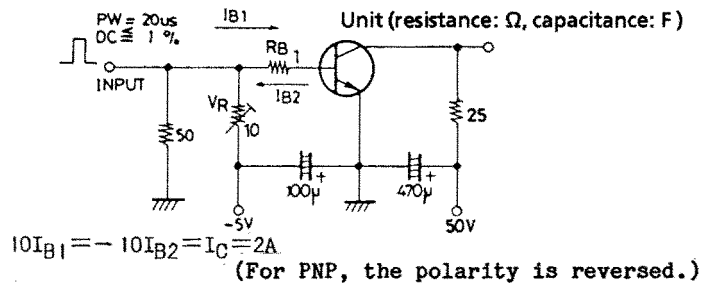 PW = 20us
DC ≦ 1 %
IB1
Unit (resistance: Ω, capacitance: F)
INPUT
RB 1
IB2
VR
10
50
25
100μ
+
470μ
+
-5V
50V
10IB1=-10IB2=IC=2A
(For PNP, the polarity is reversed.)